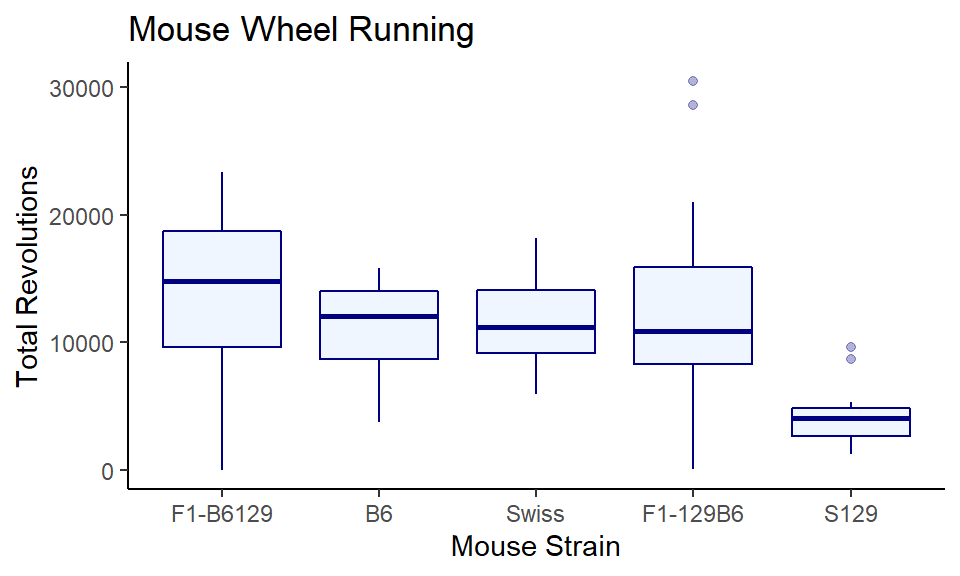 Mouse Wheel Running
Total Revolutions
30000
20000
10000
0
F1-B6129 B6 Swiss F1-129B6 S129
Mouse Strain